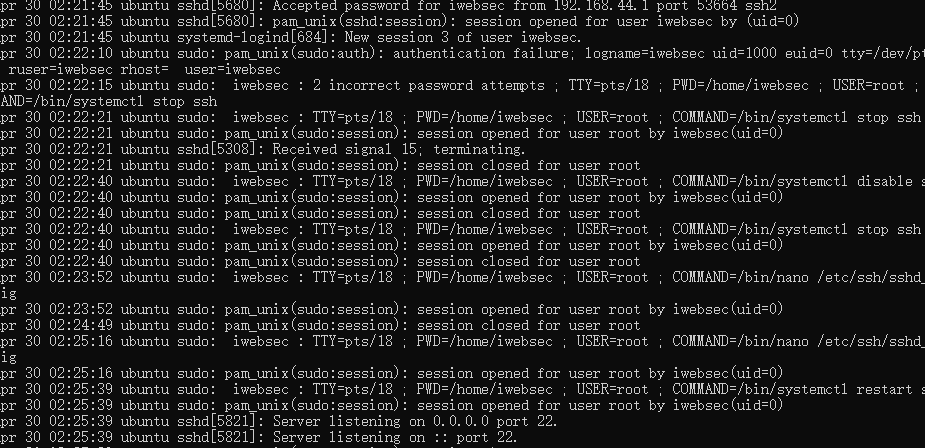 pr 30 02:21:45 ubuntu sshd[5680]: Accepted password for iwebsec from 192.168.44.1 port 53664 ssh2
pr 30 02:21:45 ubuntu sshd[5680]: pam_unix(sshd:session): session opened for user iwebsec by (uid=0)
pr 30 02:21:45 ubuntu systemd-logind[684]: New session 3 of user iwebsec.
pr 30 02:22:10 ubuntu sudo: pam_unix(sudo:auth): authentication failure; logname=iwebsec uid=1000 euid=0 tty=/dev/pt
ruser=iwebsec rhost=  user=iwebsec
pr 30 02:22:15 ubuntu sudo:  iwebsec : 2 incorrect password attempts ; TTY=pts/18 ; PWD=/home/iwebsec ; USER=root ;
AND=/bin/systemctl stop ssh
pr 30 02:22:21 ubuntu sudo:  iwebsec : TTY=pts/18 ; PWD=/home/iwebsec ; USER=root ; COMMAND=/bin/systemctl stop ssh
pr 30 02:22:21 ubuntu sudo: pam_unix(sudo:session): session opened for user root by iwebsec(uid=0)
pr 30 02:22:21 ubuntu sshd[5308]: Received signal 15; terminating.
pr 30 02:22:21 ubuntu sudo: pam_unix(sudo:session): session closed for user root
pr 30 02:22:40 ubuntu sudo:  iwebsec : TTY=pts/18 ; PWD=/home/iwebsec ; USER=root ; COMMAND=/bin/systemctl disable s
pr 30 02:22:40 ubuntu sudo: pam_unix(sudo:session): session opened for user root by iwebsec(uid=0)
pr 30 02:22:40 ubuntu sudo: pam_unix(sudo:session): session closed for user root
pr 30 02:22:40 ubuntu sudo:  iwebsec : TTY=pts/18 ; PWD=/home/iwebsec ; USER=root ; COMMAND=/bin/systemctl stop ssh
pr 30 02:22:40 ubuntu sudo: pam_unix(sudo:session): session opened for user root by iwebsec(uid=0)
pr 30 02:22:40 ubuntu sudo: pam_unix(sudo:session): session closed for user root
pr 30 02:23:52 ubuntu sudo:  iwebsec : TTY=pts/18 ; PWD=/home/iwebsec ; USER=root ; COMMAND=/bin/nano /etc/ssh/sshd_
ig
pr 30 02:23:52 ubuntu sudo: pam_unix(sudo:session): session opened for user root by iwebsec(uid=0)
pr 30 02:24:49 ubuntu sudo: pam_unix(sudo:session): session closed for user root
pr 30 02:25:16 ubuntu sudo:  iwebsec : TTY=pts/18 ; PWD=/home/iwebsec ; USER=root ; COMMAND=/bin/nano /etc/ssh/sshd_
ig
pr 30 02:25:16 ubuntu sudo: pam_unix(sudo:session): session opened for user root by iwebsec(uid=0)
pr 30 02:25:39 ubuntu sudo:  iwebsec : TTY=pts/18 ; PWD=/home/iwebsec ; USER=root ; COMMAND=/bin/systemctl restart s
pr 30 02:25:39 ubuntu sudo: pam_unix(sudo:session): session opened for user root by iwebsec(uid=0)
pr 30 02:25:39 ubuntu sshd[5821]: Server listening on 0.0.0.0 port 22.
pr 30 02:25:39 ubuntu sshd[5821]: Server listening on :: port 22.